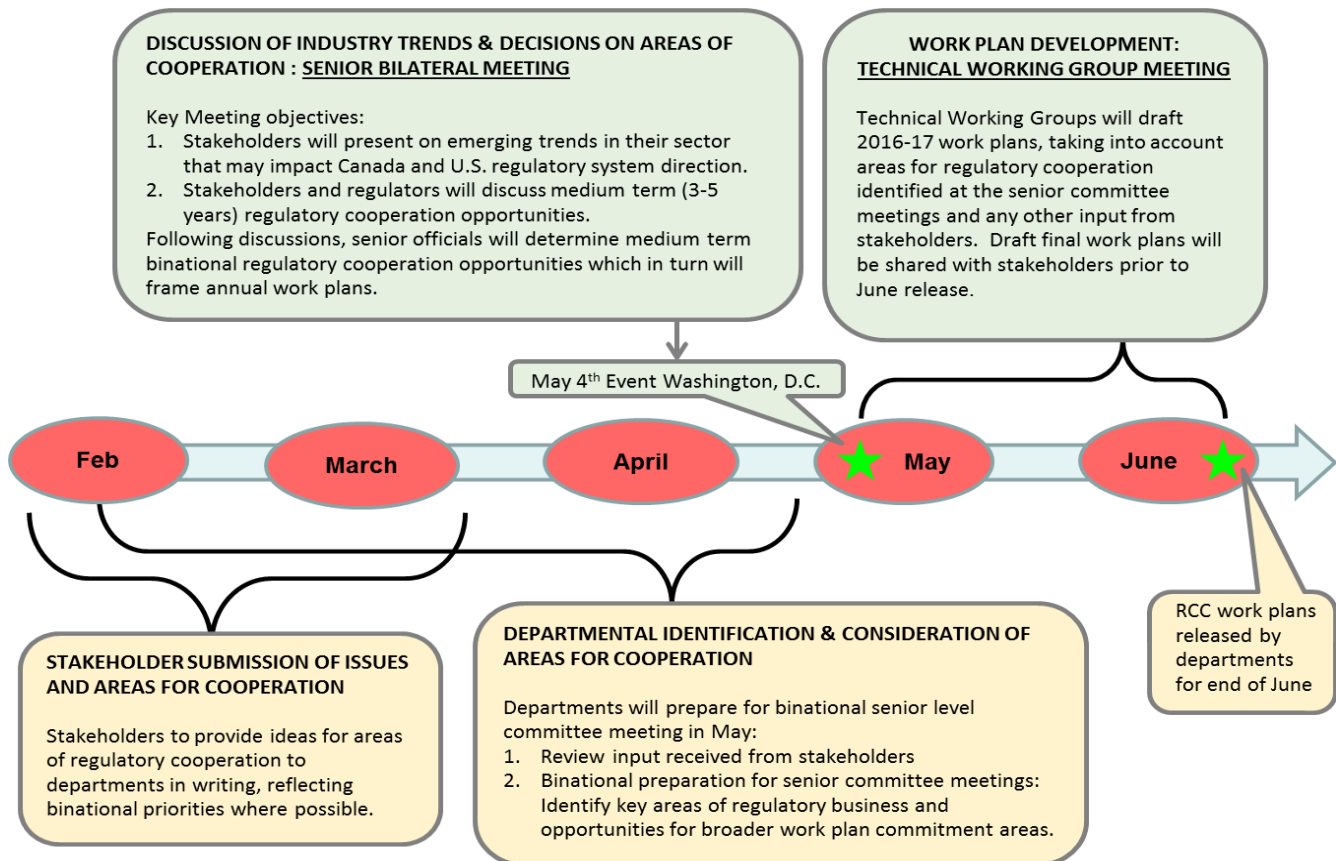 DISCUSSION OF INDUSTRY TRENDS & DECISIONS ON AREAS OF
COOPERATION : SENIOR BILATERAL MEETING
Key Meeting objectives:
1. Stakeholders will present on emerging trends in their sector
that may impact Canada and U.S. regulatory system direction.
2. Stakeholders and regulators will discuss medium term (3-5
years) regulatory cooperation opportunities.
Following discussions, senior officials will determine medium term
binational regulatory cooperation opportunities which in turn will
frame annual work plans.
WORK PLAN DEVELOPMENT:
TECHNICAL WORKING GROUP MEETING
Technical Working Groups will draft
2016-17 work plans, taking into account
areas for regulatory cooperation
identified at the senior committee
meetings and any other input from
stakeholders. Draft final work plans will
be shared with stakeholders prior to
June release.
May 4th Event Washington, D.C.
Feb
March
April
May
June
STAKEHOLDER SUBMISSION OF ISSUES
AND AREAS FOR COOPERATION
Stakeholders to provide ideas for areas
of regulatory cooperation to
departments in writing, reflecting
binational priorities where possible.
DEPARTMENTAL IDENTIFICATION & CONSIDERATION OF
AREAS FOR COOPERATION
Departments will prepare for binational senior level
committee meeting in May:
1. Review input received from stakeholders
2. Binational preparation for senior committee meetings:
Identify key areas of regulatory business and
opportunities for broader work plan commitment areas.
RCC work plans
released by
departments
for end of June